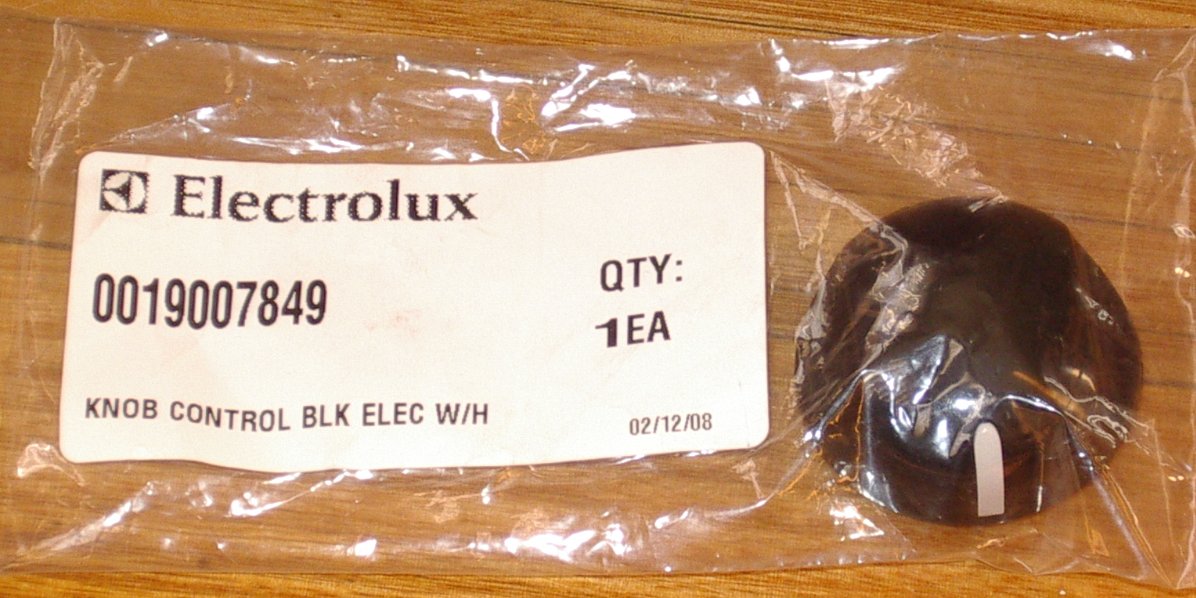 Electrolux
0019007849
QTY:
1EA
KNOB CONTROL BLK ELEC W/H
02/12/08